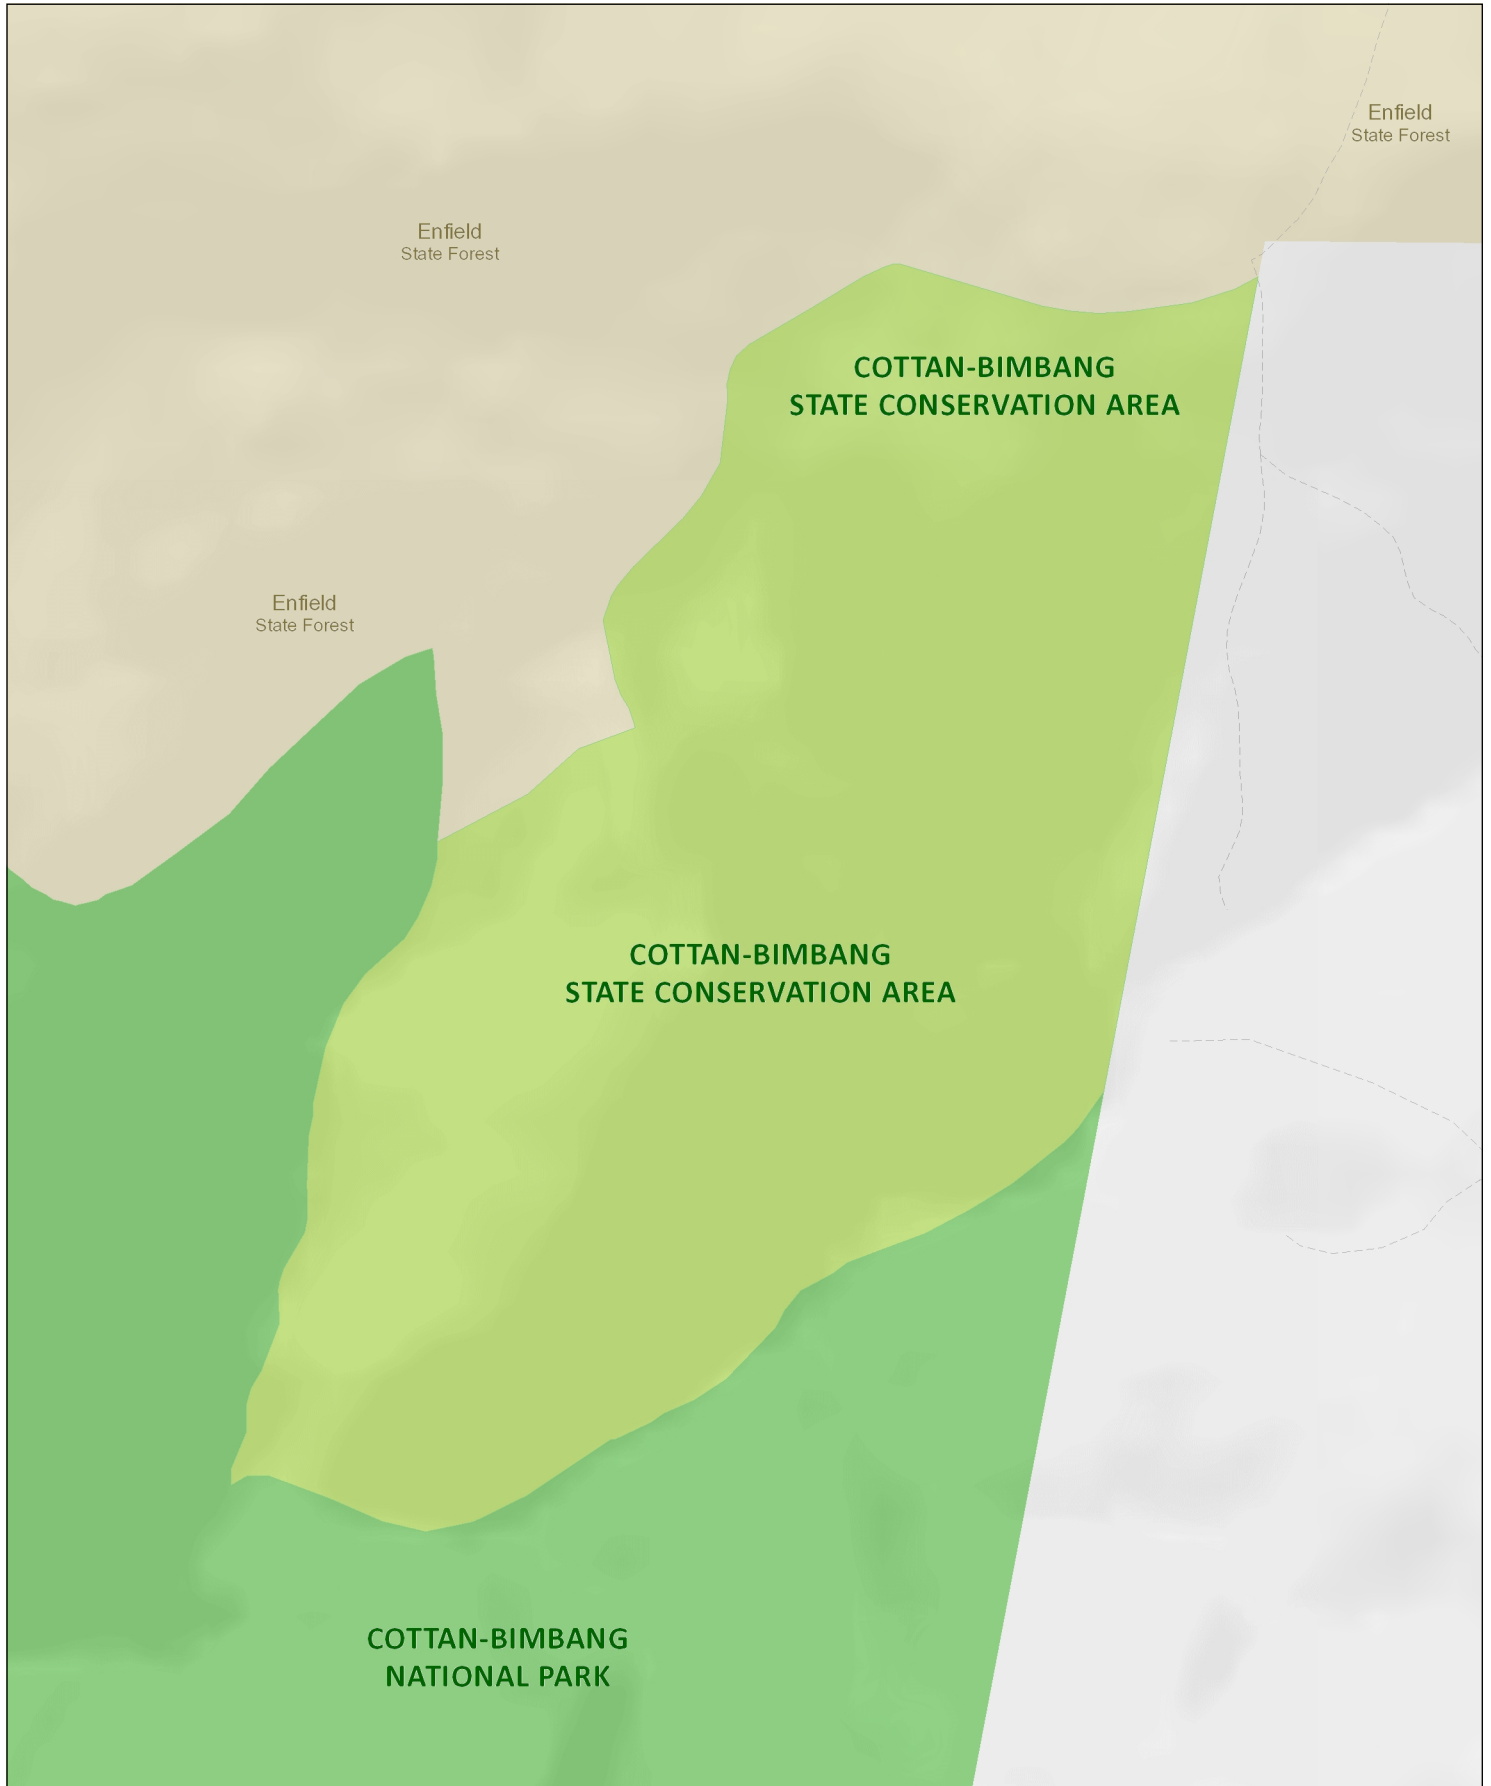 Enfield
State Forest
Enfield
State Forest
COTTAN-BIMBANG
STATE CONSERVATION AREA
Enfield
State Forest
COTTAN-BIMBANG
STATE CONSERVATION AREA
COTTAN-BIMBANG
NATIONAL PARK